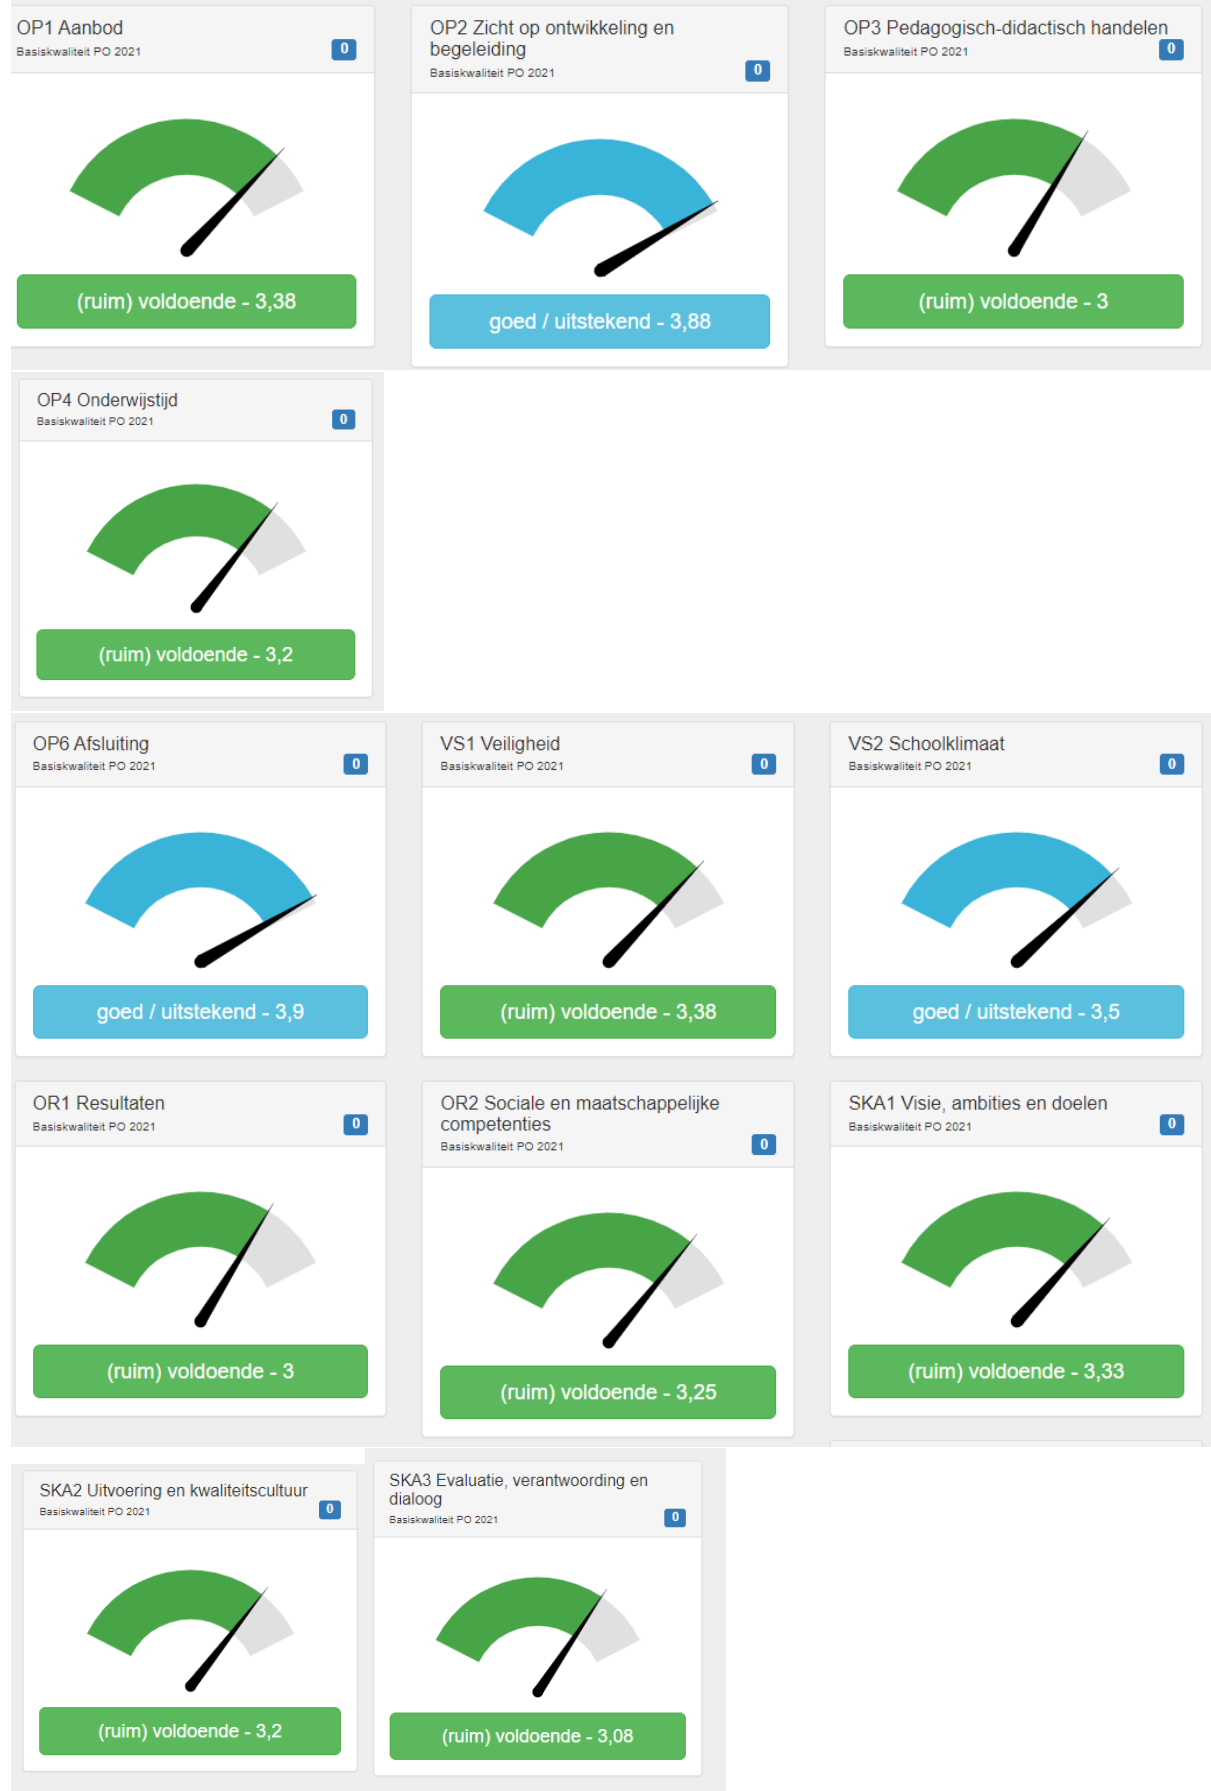 OP1 Aanbod
Basiskwaliteit PO 2021
0
(ruim) voldoende - 3,38
OP2 Zicht op ontwikkeling en
begeleiding
Basiskwaliteit PO 2021
0
goed / uitstekend - 3,88
OP3 Pedagogisch-didactisch handelen
Basiskwaliteit PO 2021
0
(ruim) voldoende - 3
OP4 Onderwijstijd
Basiskwaliteit PO 2021
0
(ruim) voldoende - 3,2
OP6 Afsluiting
Basiskwaliteit PO 2021
0
goed / uitstekend - 3,9
VS1 Veiligheid
Basiskwaliteit PO 2021
0
(ruim) voldoende - 3,38
VS2 Schoolklimaat
Basiskwaliteit PO 2021
0
goed / uitstekend - 3,5
OR1 Resultaten
Basiskwaliteit PO 2021
0
(ruim) voldoende - 3
OR2 Sociale en maatschappelijke
competenties
Basiskwaliteit PO 2021
0
(ruim) voldoende - 3,25
SKA1 Visie, ambities en doelen
Basiskwaliteit PO 2021
0
(ruim) voldoende - 3,33
SKA2 Uitvoering en kwaliteitscultuur
Basiskwaliteit PO 2021
0
(ruim) voldoende - 3,2
SKA3 Evaluatie, verantwoording en
dialoog
Basiskwaliteit PO 2021
0
(ruim) voldoende - 3,08